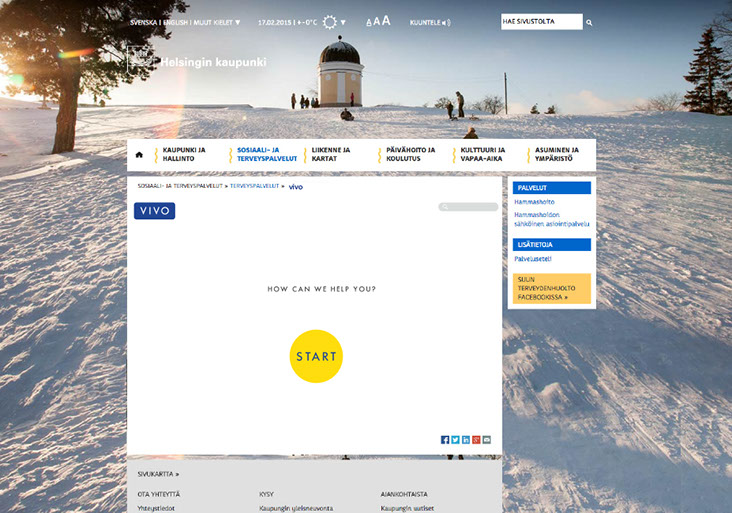 SVENSKA | ENGLISH | MUUT KIELET ▼
17.02.2015 | +-0°C ▼
A A A
KUUNTELE
HAE SIVUSTOLTA
Helsingin kaupunki
KAUPUNKI JA
HALLINTO
SOSIAALI- JA
TERVEYSPALVELUT
LIIKENNE JA
KARTAT
PÄIVÄHOITO JA
KOULUTUS
KULTTUURI JA
VAPAA-AIKA
ASUMINEN JA
YMPÄRISTÖ
SOSIAALI- JA TERVEYSPALVELUT » TERVEYSPALVELUT » vivo
VIVO
HOW CAN WE HELP YOU?
START
PALVELUT
Hammashoito
Hammashoidon
sähköinen asiointipalvelu
LISÄTIETOJA
Palveluseteli
SUUN
TERVEYDENHUOLTO
FACEBOOKISSA »
SIVUKARTTA »
OTA YHTEYTTÄ
KYSY
AJANKOHTAISTA
Yhteystiedot
Kaupungin yleisneuvonta
Kaupungin uutiset